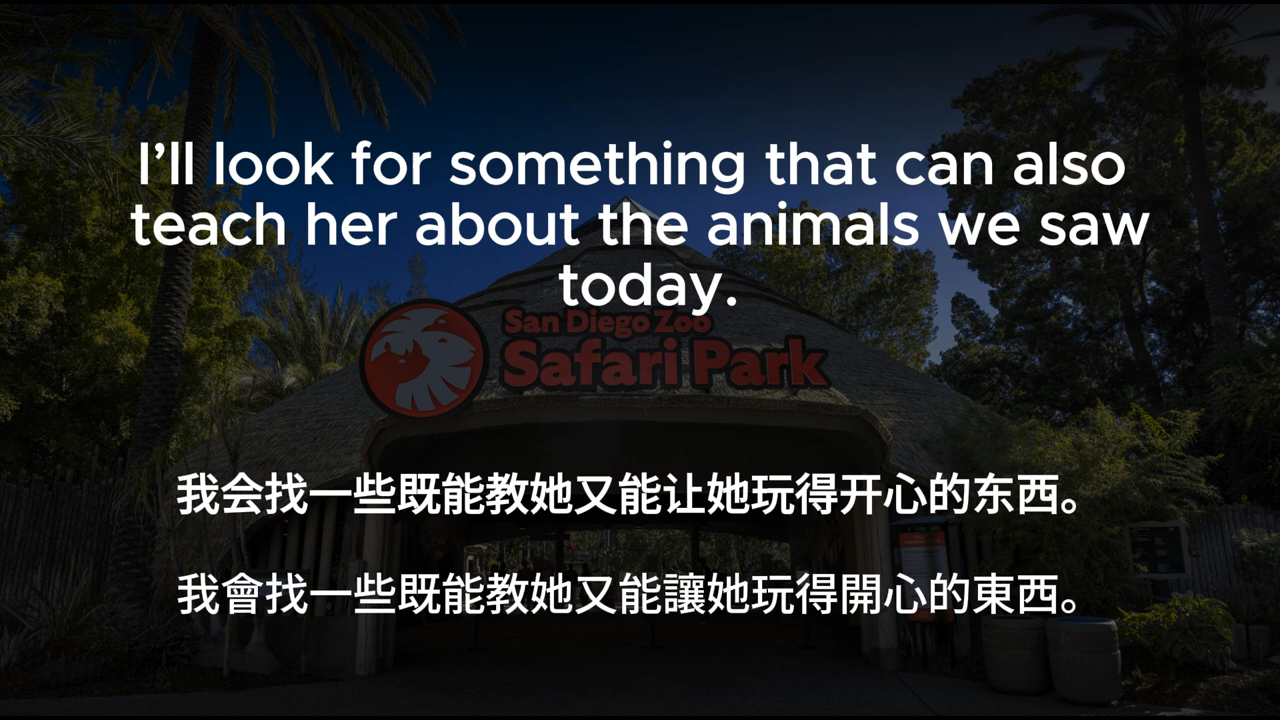 I’ll look for something that can also
teach her about the animals we saw
today.
San Diego Zoo
Safari Park
我会找一些既能教她又能让她玩得开心的东西。
我會找一些既能教她又能讓她玩得開心的東西。